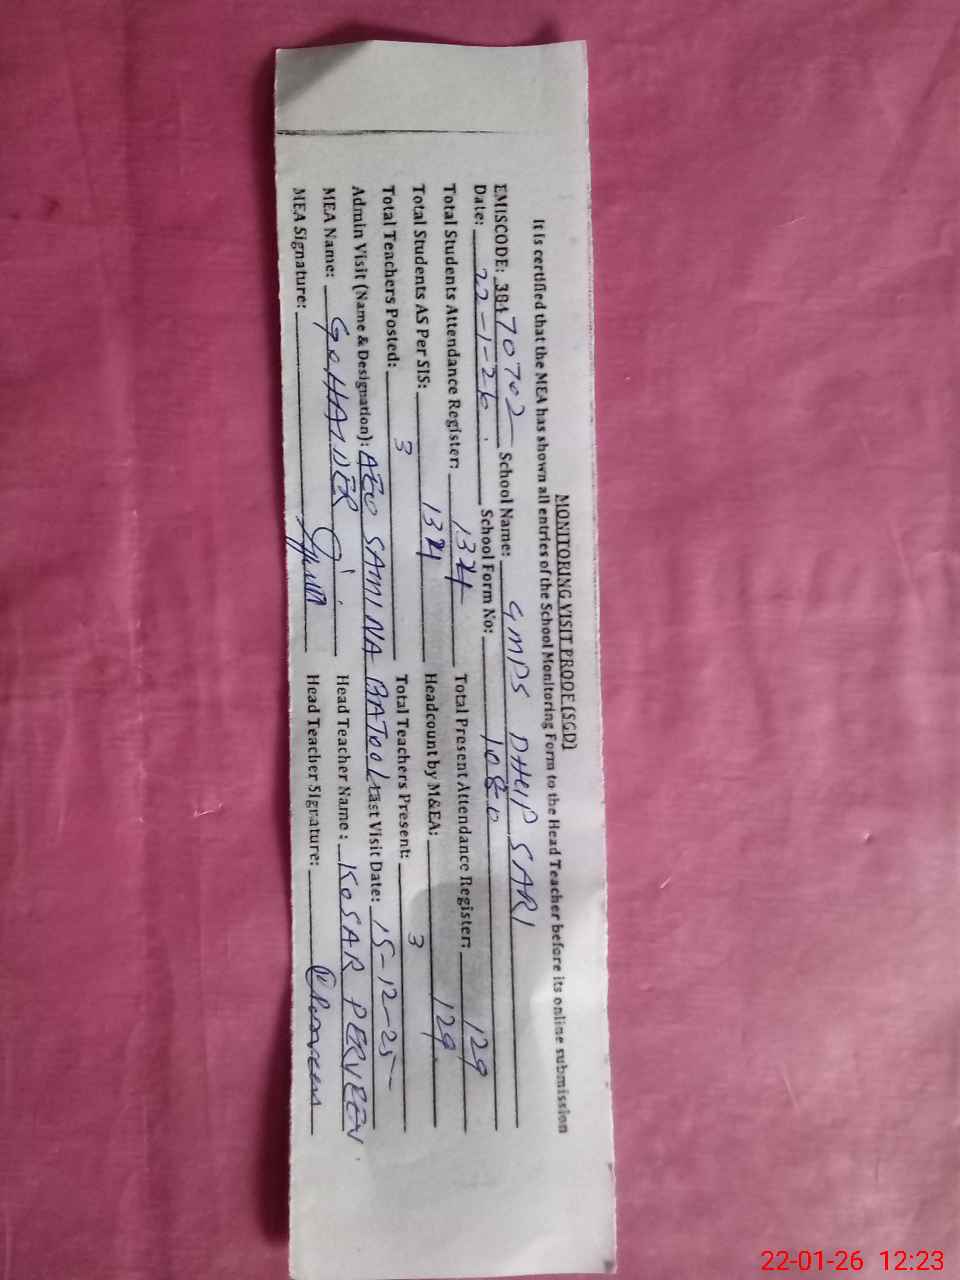 MONITORING VISIT PROOF (SGD)
It is certified that the MEA has shown all entries of the School Monitoring Form to the Head Teacher before its online submission
EMISCODE: 38470702 School Name: GMPS DHUP SARI
Date: 22-1-26 School Form No: 1080
Total Students Attendance Register: 134 Total Present Attendance Register: 129
Total Students AS Per SIS: 134 Headcount by M&EA: 129
Total Teachers Posted: 3 Total Teachers Present: 3
Admin Visit (Name & Designation): AEO SAMINA BATOOL Last Visit Date: 15-12-25
MEA Name: G. HAIDER Head Teacher Name: KOSAR PERVEEN
MEA Signature: Head Teacher Signature:
22-01-26 12:23